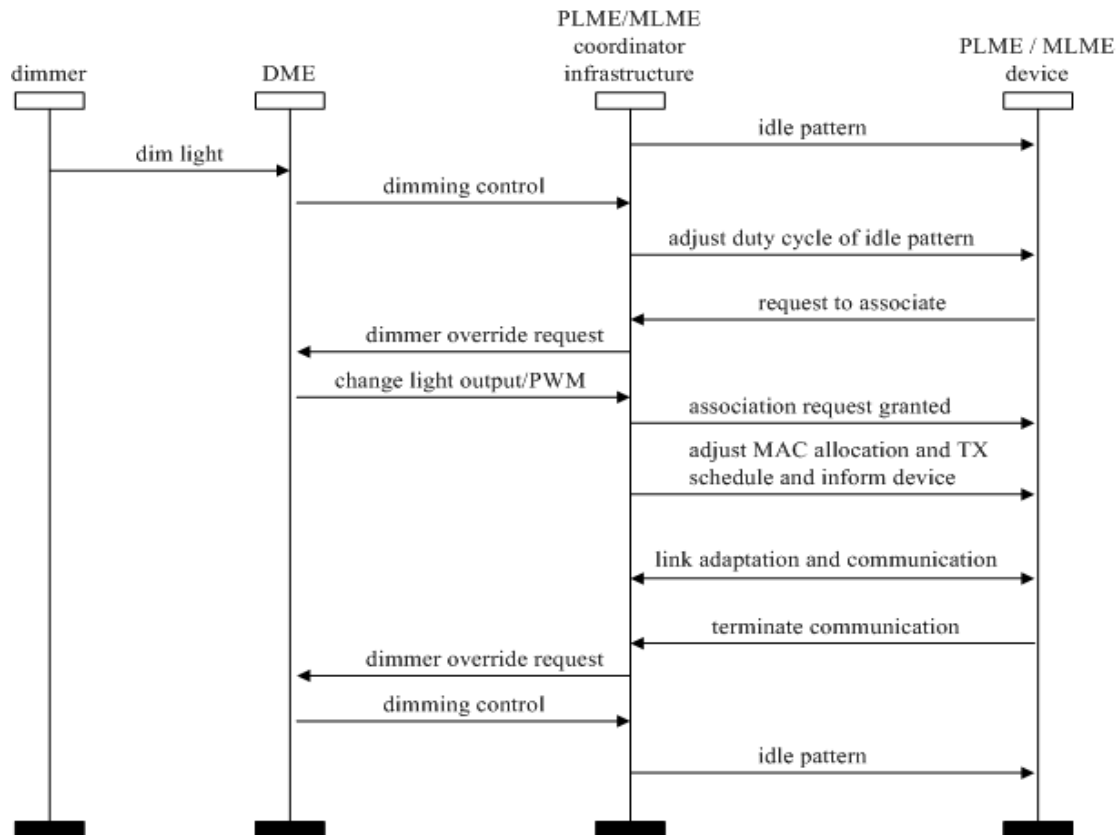 PLME/MLME
coordinator
infrastructure
PLME / MLME
device
dimmer
DME
idle pattern
dim light
dimming control
adjust duty cycle of idle pattern
request to associate
dimmer override request
change light output/PWM
association request granted
adjust MAC allocation and TX
schedule and inform device
link adaptation and communication
terminate communication
dimmer override request
dimming control
idle pattern